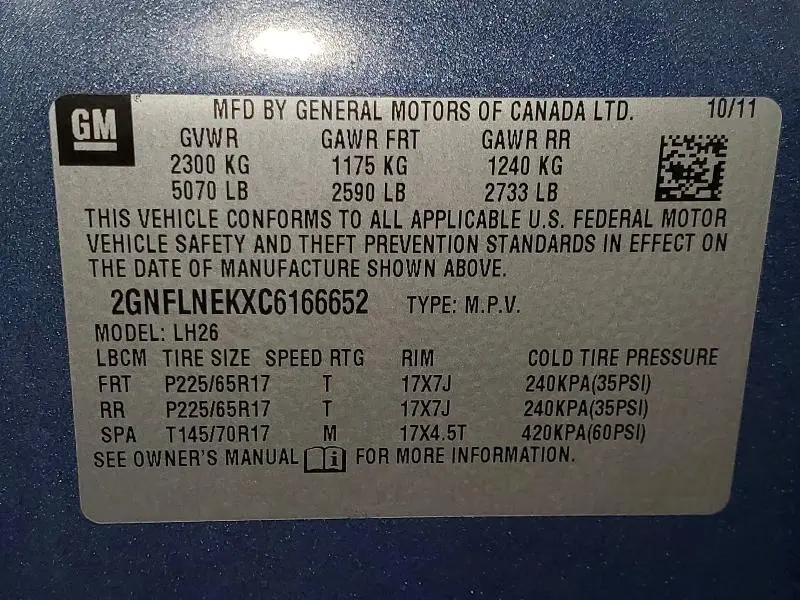 GM
MFD BY GENERAL MOTORS OF CANADA LTD. 10/11
GVWR GAWR FRT GAWR RR
2300 KG 1175 KG 1240 KG
5070 LB 2590 LB 2733 LB
THIS VEHICLE CONFORMS TO ALL APPLICABLE U.S. FEDERAL MOTOR
VEHICLE SAFETY AND THEFT PREVENTION STANDARDS IN EFFECT ON
THE DATE OF MANUFACTURE SHOWN ABOVE.
2GNFLNEKXC6166652 TYPE: M.P.V.
MODEL: LH26
LBCM TIRE SIZE SPEED RTG RIM COLD TIRE PRESSURE
FRT P225/65R17 T 17X7J 240KPA(35PSI)
RR P225/65R17 T 17X7J 240KPA(35PSI)
SPA T145/70R17 M 17X4.5T 420KPA(60PSI)
SEE OWNER'S MANUAL i FOR MORE INFORMATION.